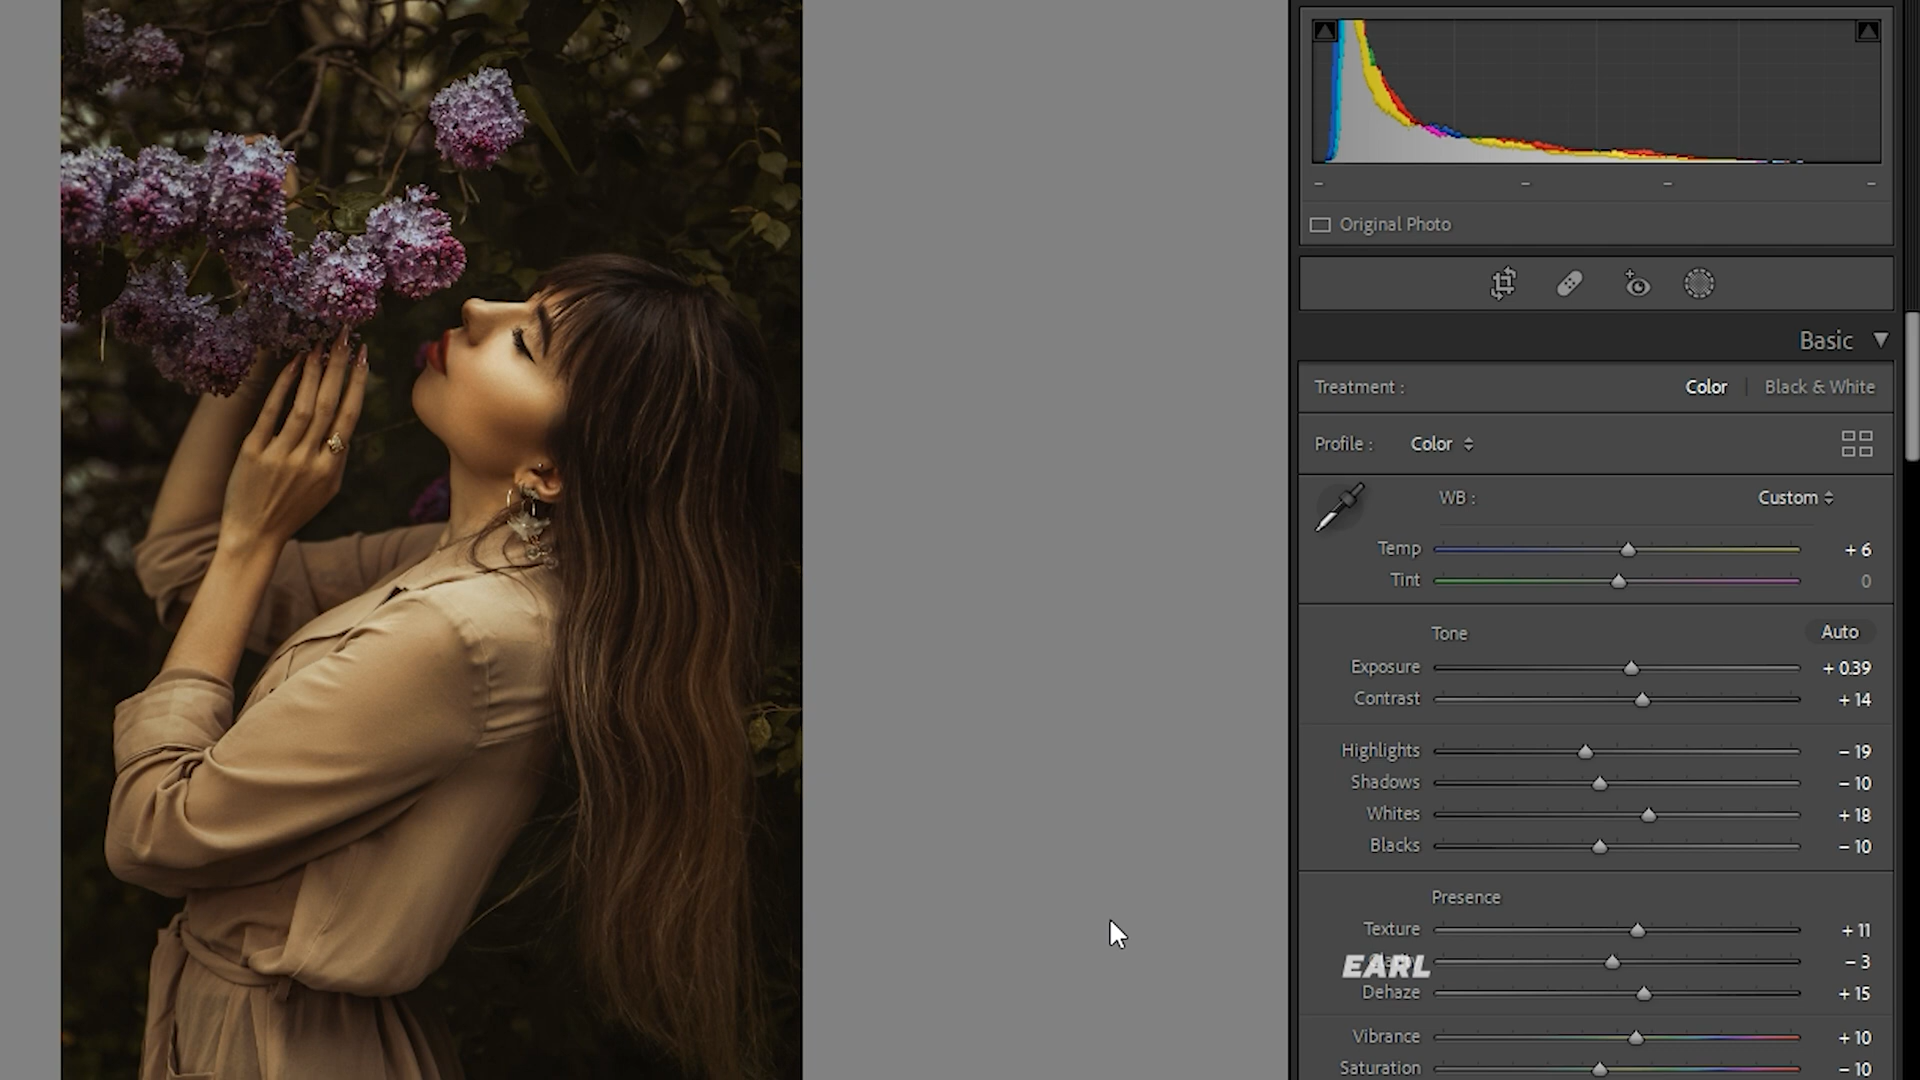 Original Photo
Basic
Treatment : Color Black & White
Profile : Color
WB : Custom
Temp + 6
Tint 0
Tone Auto
Exposure + 0.39
Contrast + 14
Highlights − 19
Shadows − 10
Whites + 18
Blacks − 10
Presence
Texture + 11
EARL − 3
Dehaze + 15
Vibrance + 10
Saturation − 10